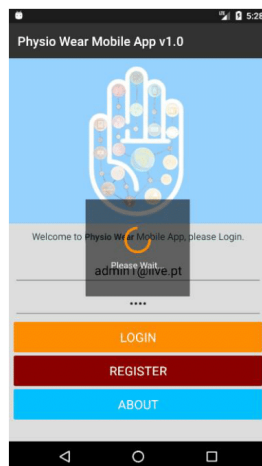 5:28
Physio Wear Mobile App v1.0
Welcome to Physio Wear Mobile App, please Login.
Please Wait...
admin1@live.pt
••••
LOGIN
REGISTER
ABOUT